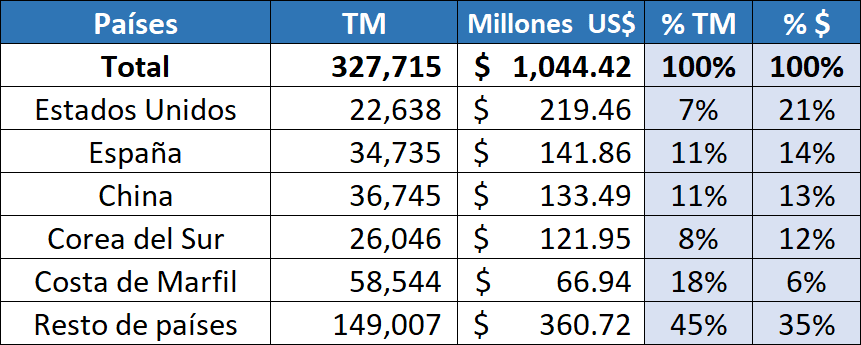 Países TM Millones US$ % TM % $
Total 327,715 $ 1,044.42 100% 100%
Estados Unidos 22,638 $ 219.46 7% 21%
España 34,735 $ 141.86 11% 14%
China 36,745 $ 133.49 11% 13%
Corea del Sur 26,046 $ 121.95 8% 12%
Costa de Marfil 58,544 $ 66.94 18% 6%
Resto de países 149,007 $ 360.72 45% 35%